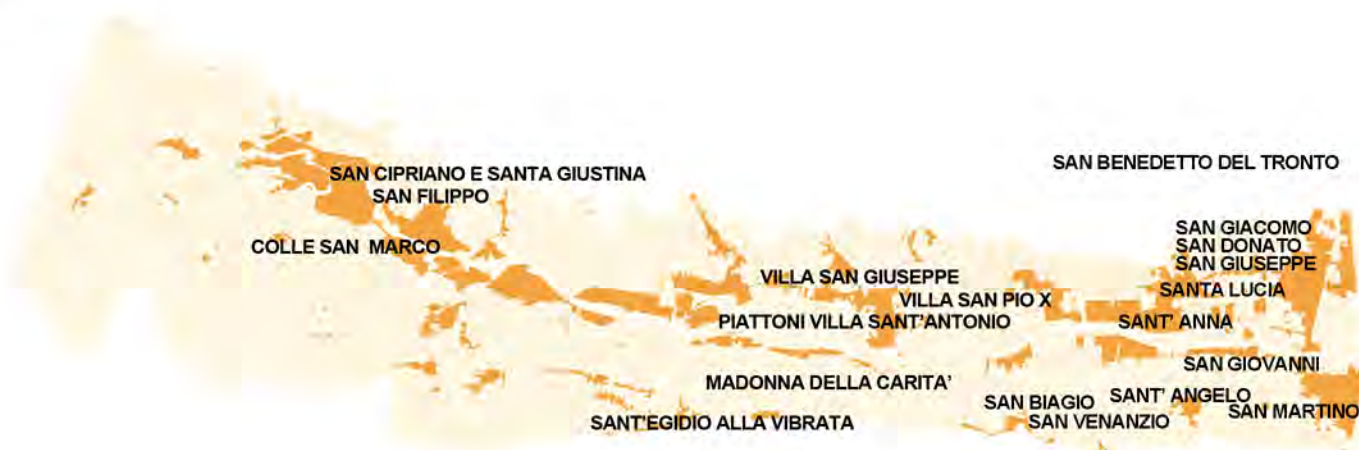 SAN BENEDETTO DEL TRONTO
SAN CIPRIANO E SANTA GIUSTINA
SAN FILIPPO
SAN GIACOMO
COLLE SAN MARCO
SAN DONATO
SAN GIUSEPPE
VILLA SAN GIUSEPPE
SANTA LUCIA
VILLA SAN PIO X
PIATTONI VILLA SANT'ANTONIO
SANT' ANNA
SAN GIOVANNI
MADONNA DELLA CARITA'
SANT' ANGELO
SAN BIAGIO
SAN MARTINO
SANT'EGIDIO ALLA VIBRATA
SAN VENANZIO